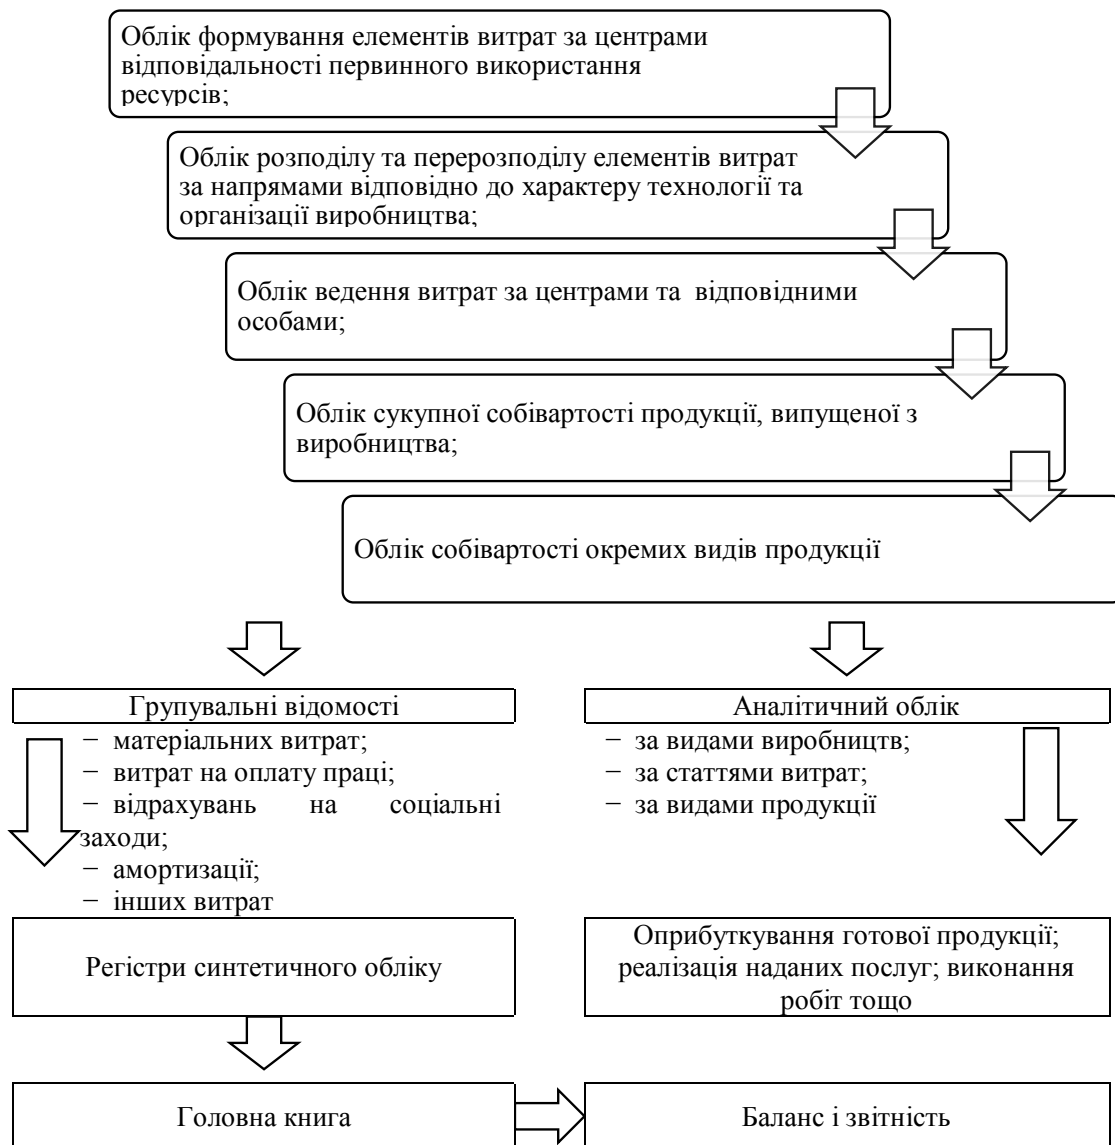 Облік формування елементів витрат за центрами
відповідальності первинного використання
ресурсів;
Облік розподілу та перерозподілу елементів витрат
за напрямами відповідно до характеру технології та
організації виробництва;
Облік ведення витрат за центрами та відповідними
особами;
Облік сукупної собівартості продукції, випущеної з
виробництва;
Облік собівартості окремих видів продукції
Групувальні відомості
− матеріальних витрат;
− витрат на оплату праці;
− відрахувань на соціальні
заходи;
− амортизації;
− інших витрат
Аналітичний облік
− за видами виробництв;
− за статтями витрат;
− за видами продукції
Регістри синтетичного обліку
Оприбуткування готової продукції;
реалізація наданих послуг; виконання
робіт тощо
Головна книга
Баланс і звітність